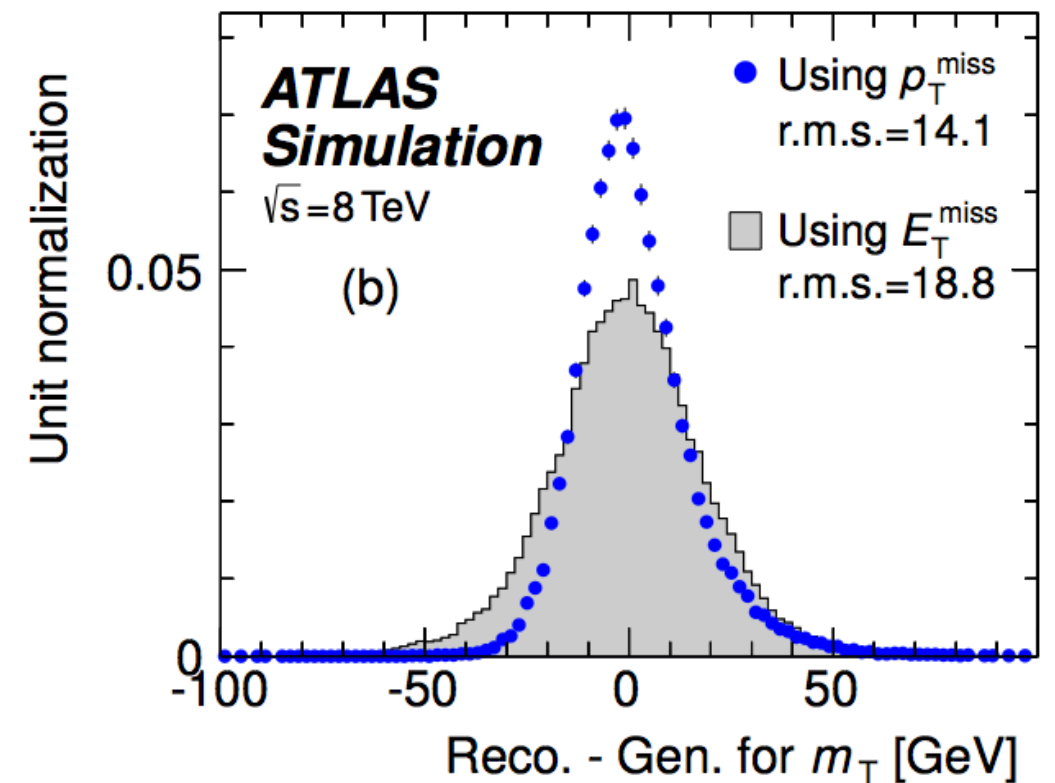 ATLAS
Simulation
√s=8 TeV
(b)
Using p_T^miss
r.m.s.=14.1
Using E_T^miss
r.m.s.=18.8
Unit normalization
0.05
0
-100 -50 0 50
Reco. - Gen. for m_T [GeV]